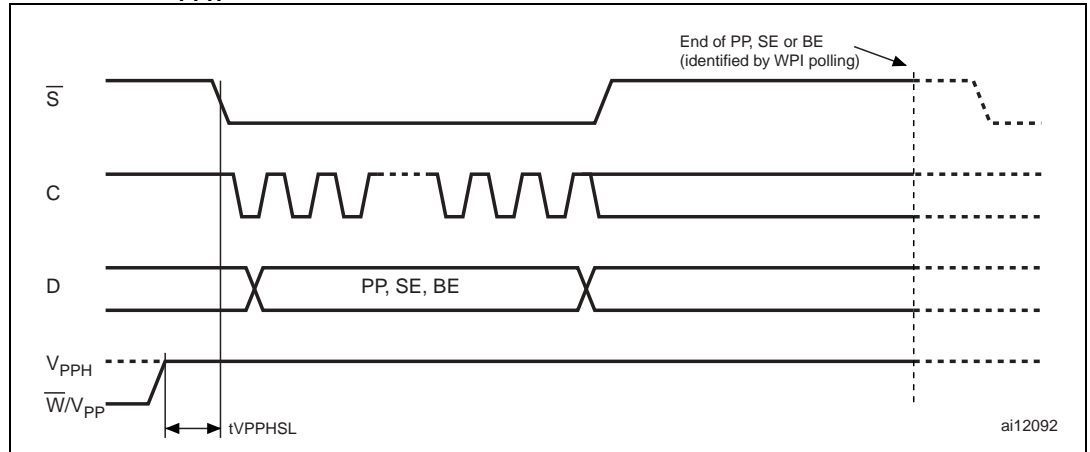 End of PP, SE or BE
(identified by WPI polling)
S̅
C
D
PP, SE, BE
VPPH
W̅/VPP
tVPPHSL
ai12092